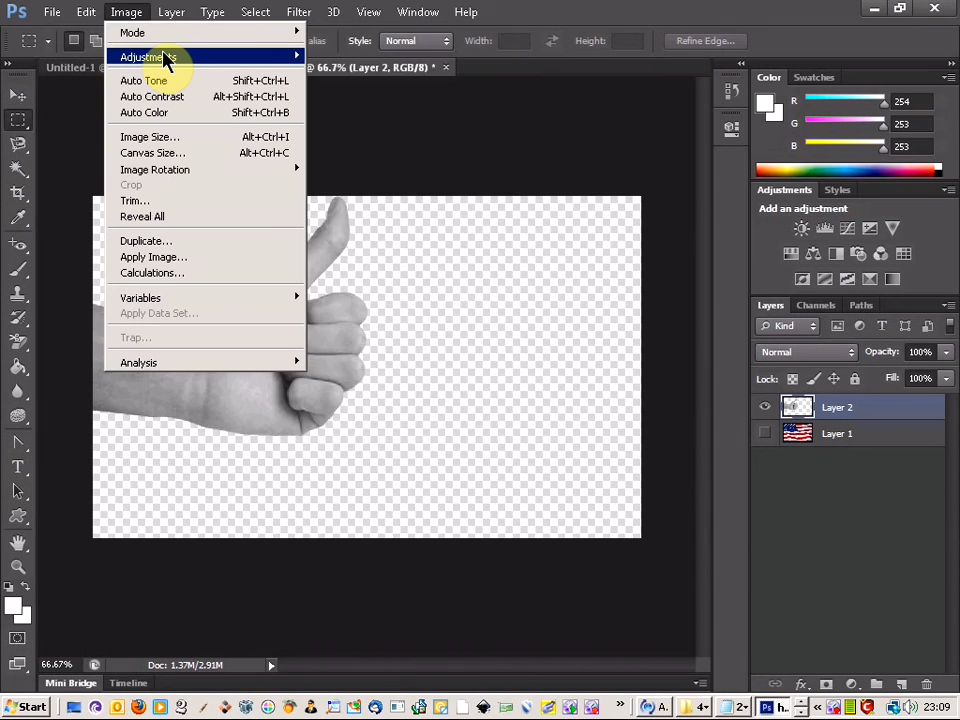 Ps File Edit Image Layer Type Select Filter 3D View Window Help
Mode
alias Style: Normal Width: Height: Refine Edge...
Adjustments
Untitled-1 @ 66.7% (Layer 2, RGB/8) * ×
Auto Tone Shift+Ctrl+L
Auto Contrast Alt+Shift+Ctrl+L
Auto Color Shift+Ctrl+B
Image Size... Alt+Ctrl+I
Canvas Size... Alt+Ctrl+C
Image Rotation
Crop
Trim...
Reveal All
Duplicate...
Apply Image...
Calculations...
Variables
Apply Data Set...
Trap...
Analysis
Color Swatches
R 254
G 253
B 253
Adjustments Styles
Add an adjustment
Layers Channels Paths
Kind
Normal Opacity: 100%
Lock: Fill: 100%
Layer 2
Layer 1
66.67% Doc: 1.37M/2.91M
Mini Bridge Timeline
Start » A. 4 2 Ps h. 23:09